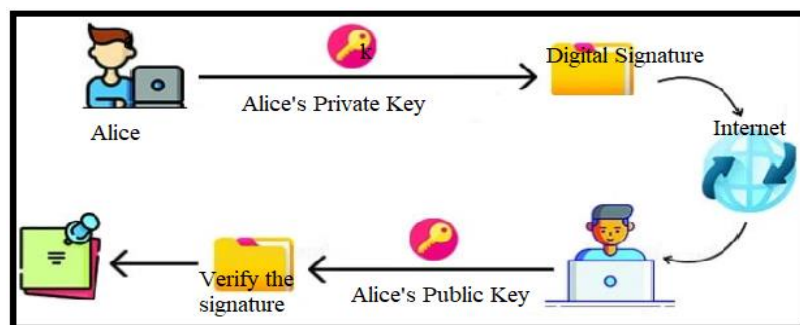 k
Digital Signature
Alice's Private Key
Alice
Internet
Verify the
signature
Alice's Public Key